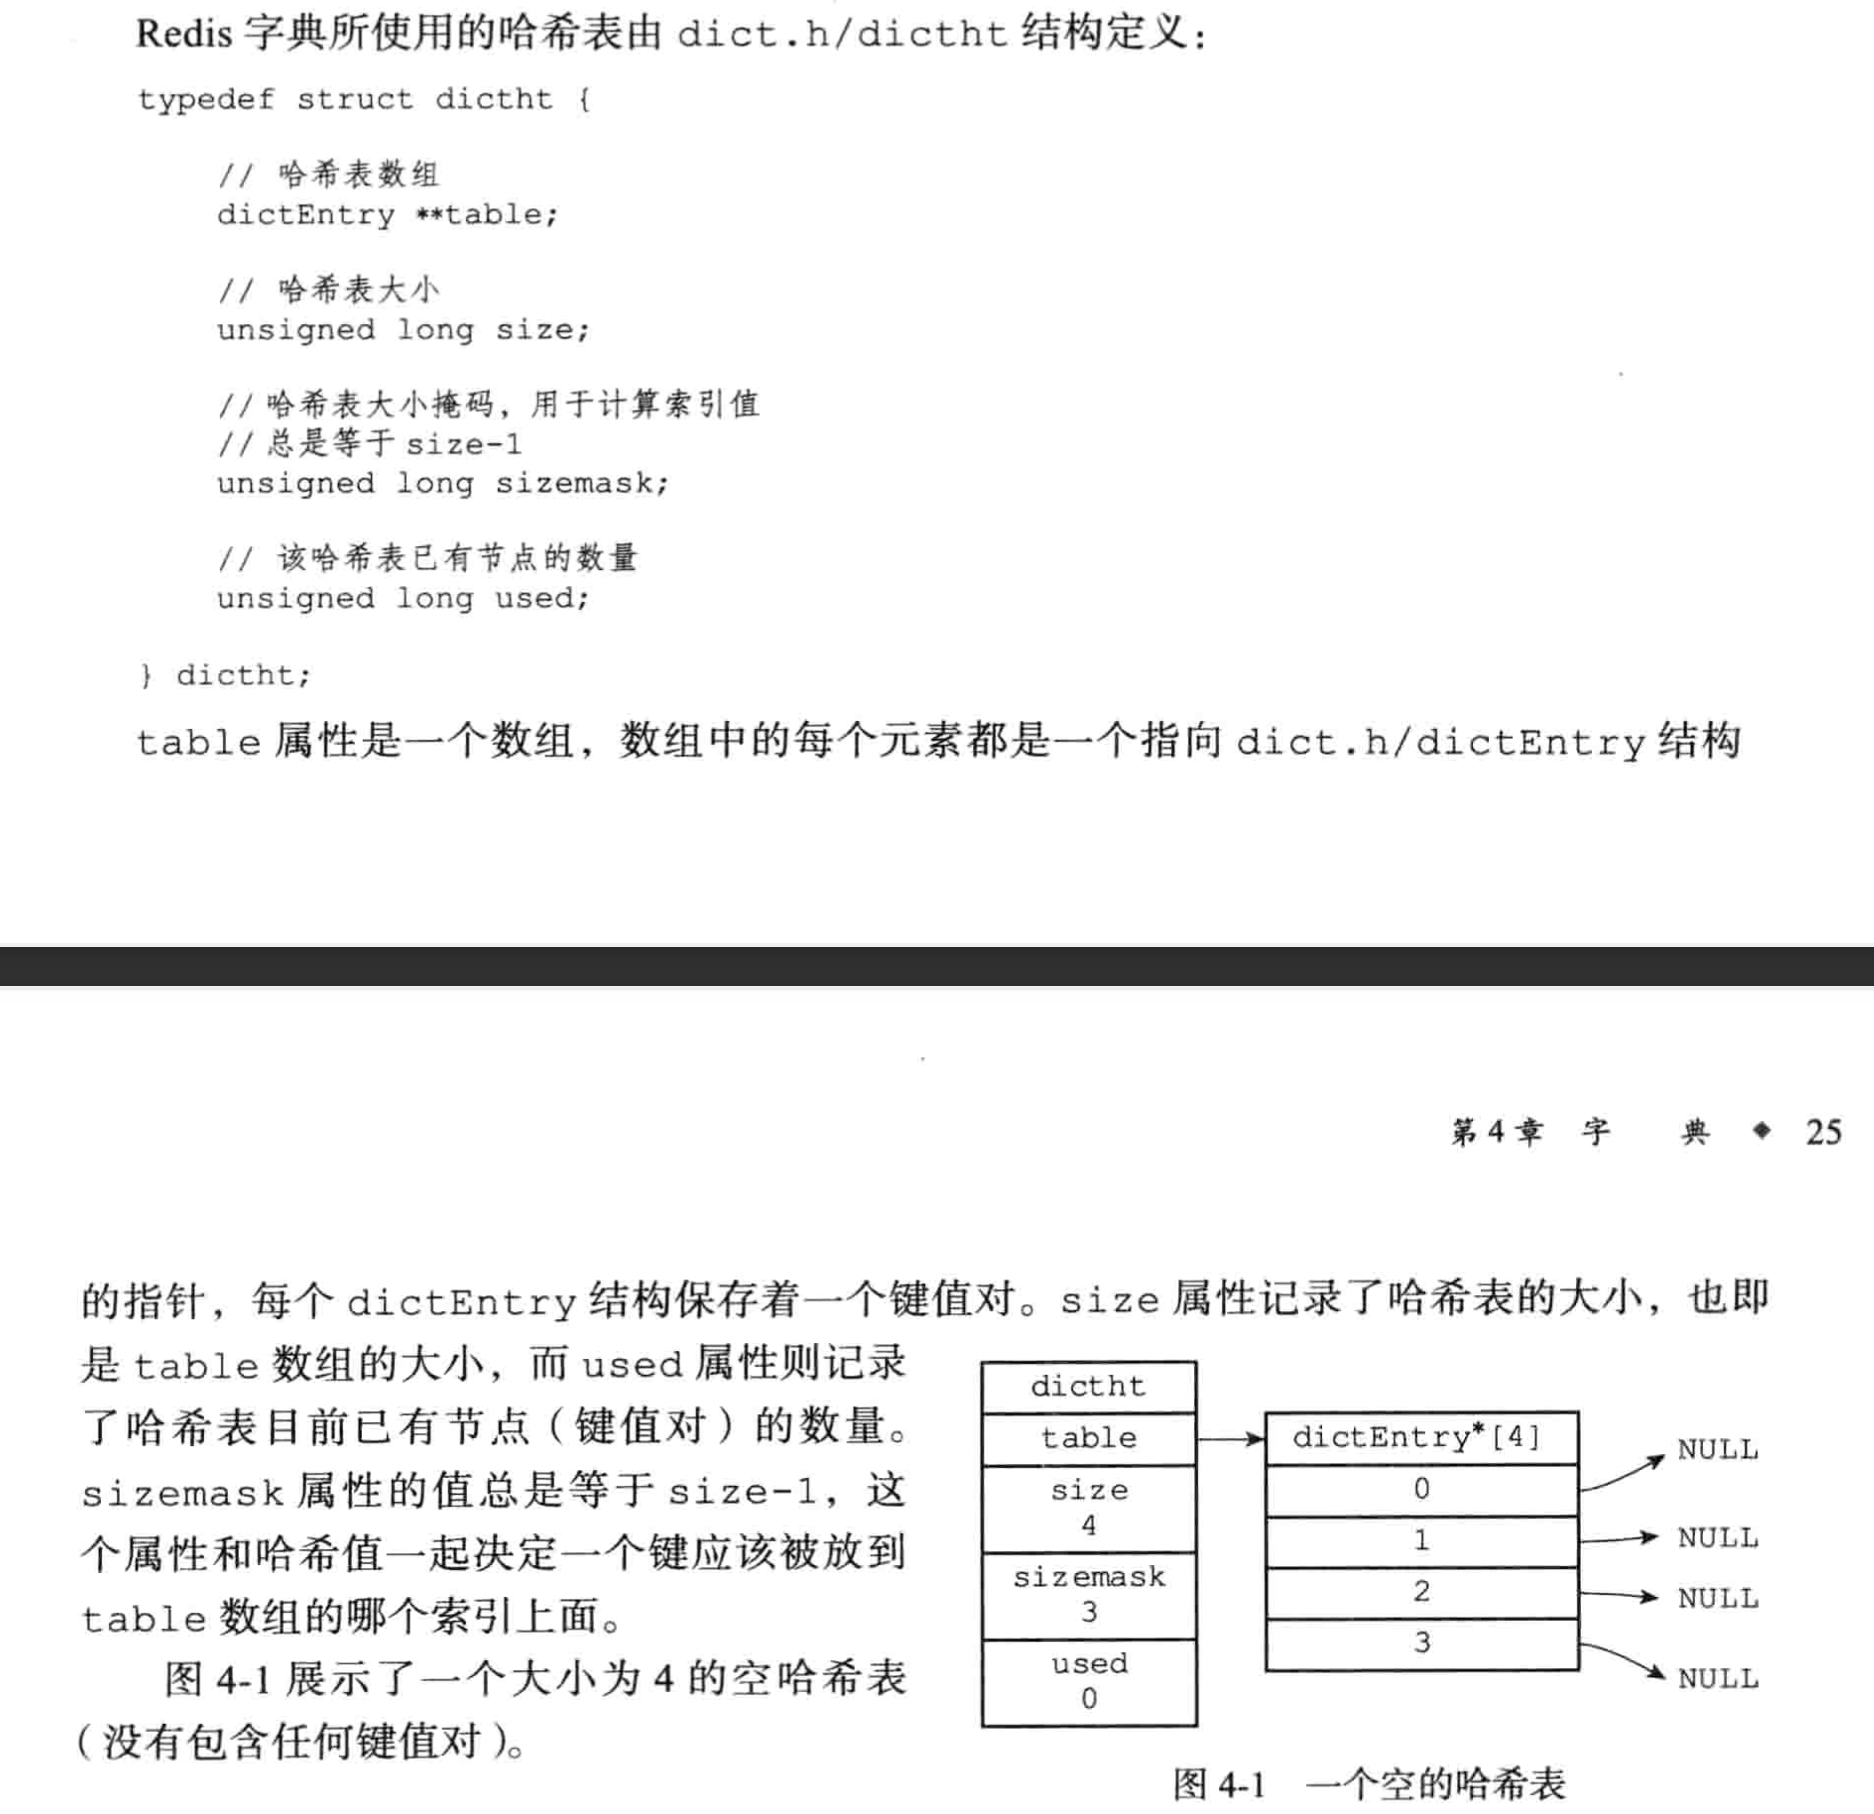 Redis 字典所使用的哈希表由 dict.h/dictht 结构定义：
typedef struct dictht {
// 哈希表数组
dictEntry **table;
// 哈希表大小
unsigned long size;
// 哈希表大小掩码，用于计算索引值
// 总是等于 size-1
unsigned long sizemask;
// 该哈希表已有节点的数量
unsigned long used;
} dictht;
table 属性是一个数组，数组中的每个元素都是一个指向 dict.h/dictEntry 结构
第 4 章 字 典 ◆ 25
的指针，每个 dictEntry 结构保存着一个键值对。size 属性记录了哈希表的大小，也即
是 table 数组的大小，而 used 属性则记录
了哈希表目前已有节点（键值对）的数量。
sizemask 属性的值总是等于 size-1，这
个属性和哈希值一起决定一个键应该被放到
table 数组的哪个索引上面。
图 4-1 展示了一个大小为 4 的空哈希表
（没有包含任何键值对）。
dictht
table
size
4
sizemask
3
used
0
dictEntry*[4]
0
1
2
3
NULL
NULL
NULL
NULL
图 4-1 一个空的哈希表